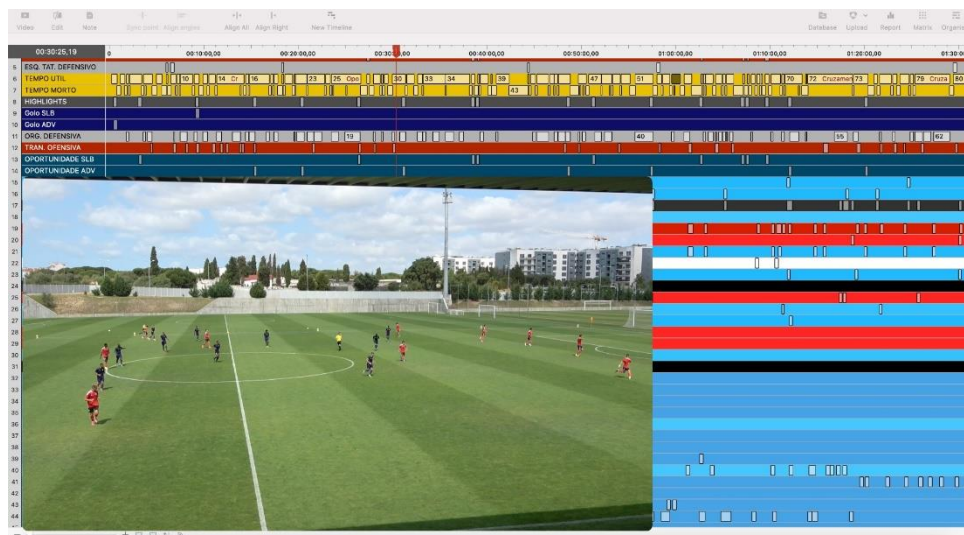 Video Edit Note Sync point Align angles Align All Align Right New Timeline Database Upload Report Matrix Organis
00:30:25,19 0 00:10:00,00 00:20:00,00 00:30:00,00 00:40:00,00 00:50:00,00 01:00:00,00 01:10:00,00 01:20:00,00 01:30:0
5 ESQ. TAT. DEFENSIVO
6 TEMPO UTIL 10 14 Cr 16 23 25 Opo 30 33 34 39 47 51 70 72 Cruzamen 73 79 Cruza 80
7 TEMPO MORTO 43
8 HIGHLIGHTS
9 Golo SLB
10 Golo ADV
11 ORG. DEFENSIVA 19 40 55 62
12 TRAN. OFENSIVA
13 OPORTUNIDADE SLB
14 OPORTUNIDADE ADV
15
16
17
18
19
20
21
22
23
24
25
26
27
28
29
30
31
32
33
34
35
36
37
38
39
40
41
42
43
44